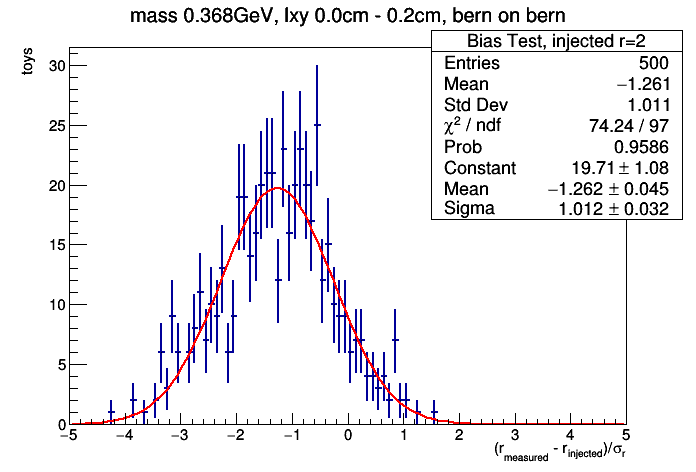 mass 0.368GeV, lxy 0.0cm - 0.2cm, bern on bern
Bias Test, injected r=2
Entries 500
Mean −1.261
Std Dev 1.011
χ² / ndf 74.24 / 97
Prob 0.9586
Constant 19.71 ± 1.08
Mean −1.262 ± 0.045
Sigma 1.012 ± 0.032
toys
30
25
20
15
10
5
0
−5 −4 −3 −2 −1 0 1 2 3 4 5
(r_measured - r_injected)/σ_r